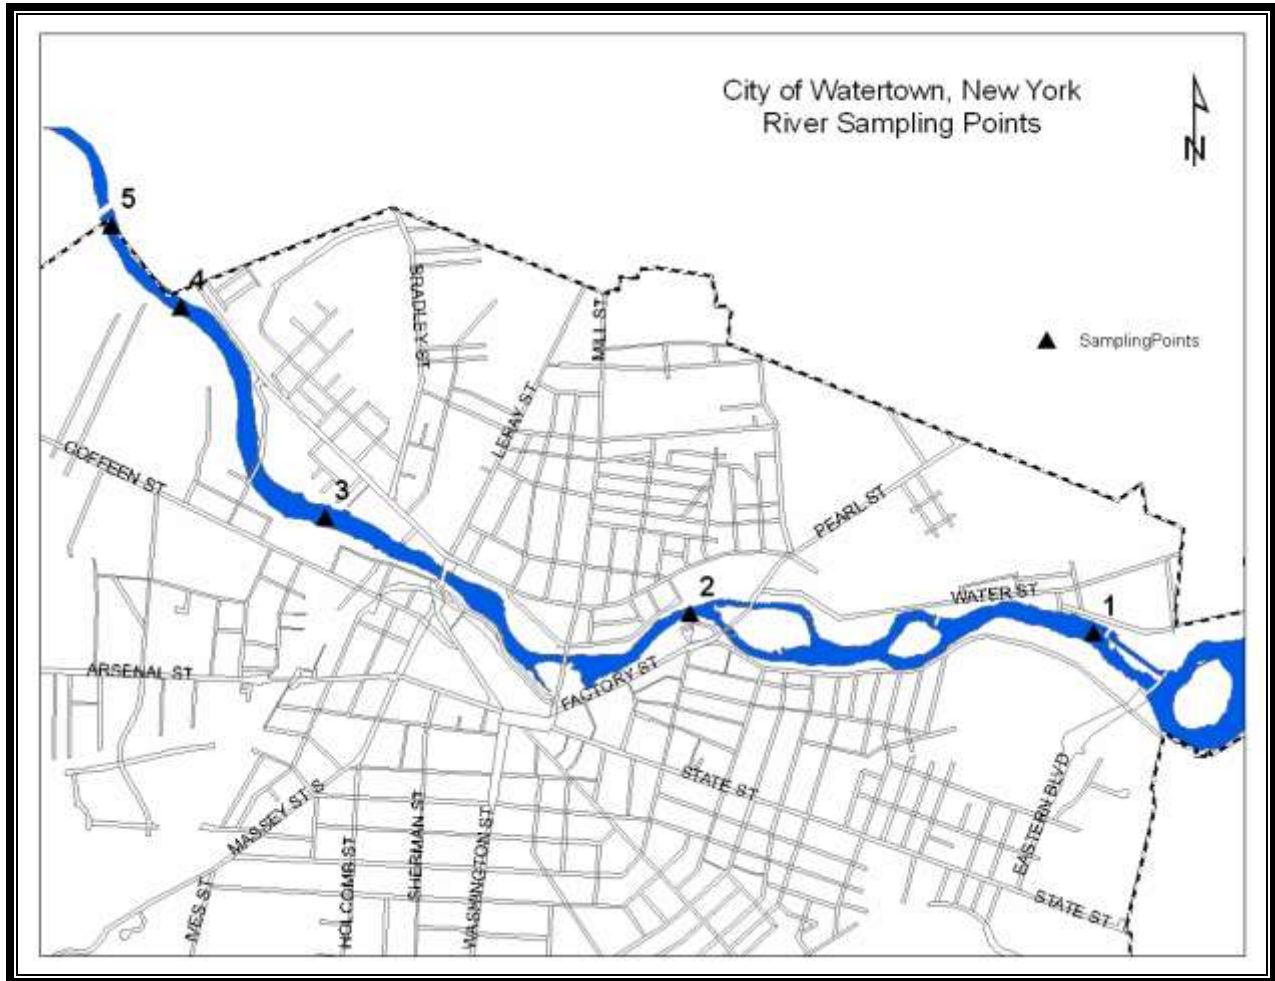 City of Watertown, New York
River Sampling Points
N
5
4
BRADLEY ST
MILL ST
SamplingPoints
LERAY ST
COFFEEN ST
3
PEARL ST
2
WATER ST
1
ARSENAL ST
FACTORY ST
STATE ST
EASTERN BLVD
MASSEY ST S
HOLCOMB ST
SHERMAN ST
WASHINGTON ST
MES ST
STATE ST